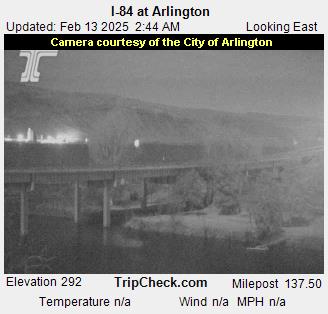 I-84 at Arlington
Updated: Feb 13 2025 2:44 AM Looking East
Camera courtesy of the City of Arlington
Elevation 292 TripCheck.com Milepost 137.50
Temperature n/a Wind n/a MPH n/a